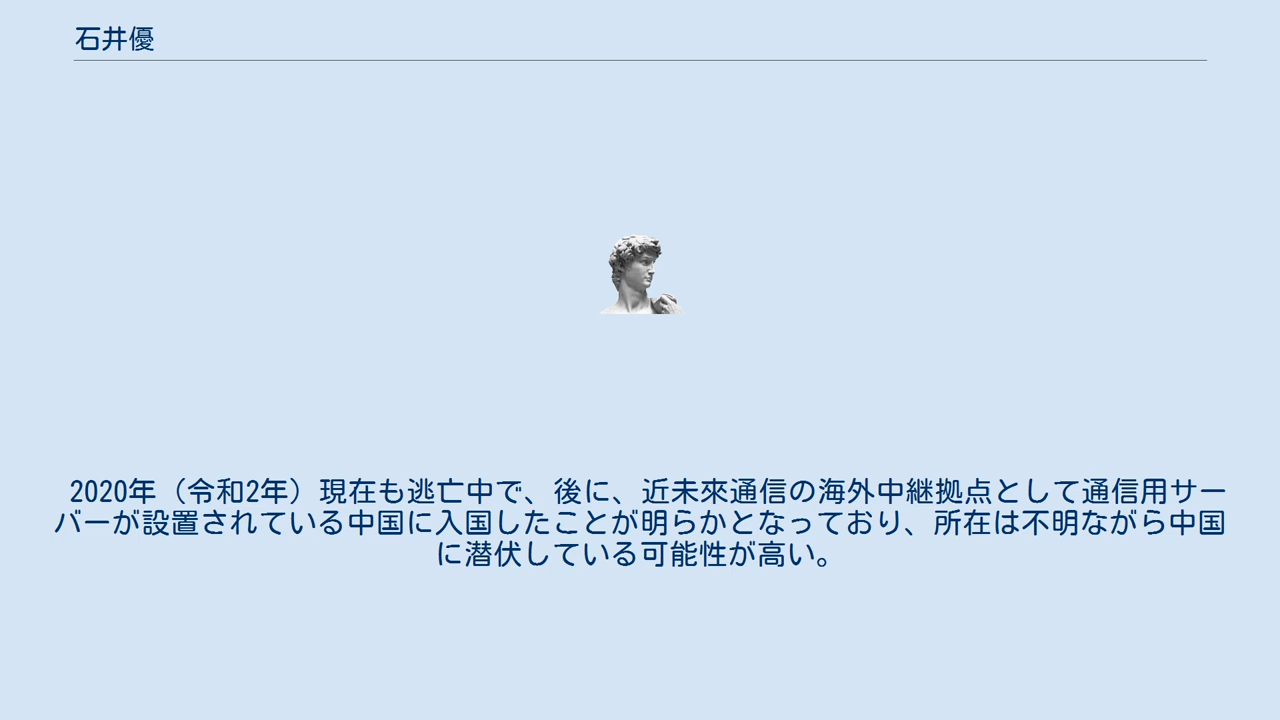 石井優
2020年（令和2年）現在も逃亡中で、後に、近未來通信の海外中継拠点として通信用サー
バーが設置されている中国に入国したことが明らかとなっており、所在は不明ながら中国
に潜伏している可能性が高い。